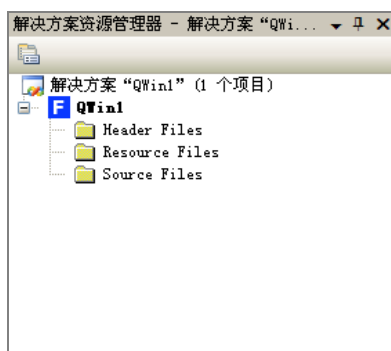 解决方案资源管理器 - 解决方案 “QWi...
解决方案 “QWin1” (1 个项目)
F QWin1
Header Files
Resource Files
Source Files